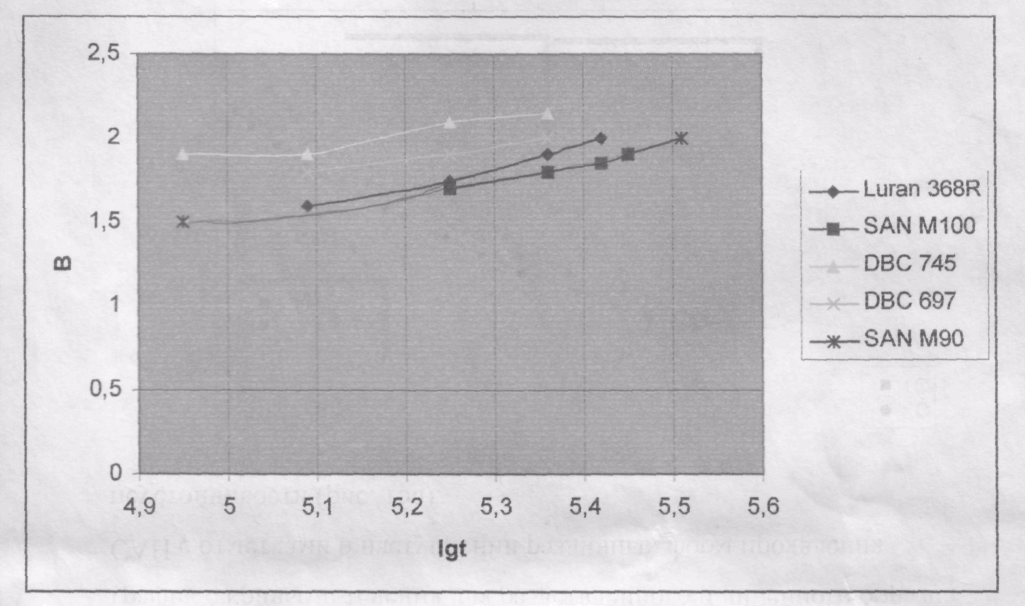 2,5
2
1,5
1
0,5
0
B
4,9 5 5,1 5,2 5,3 5,4 5,5 5,6
lgt
Luran 368R
SAN M100
DBC 745
DBC 697
SAN M90